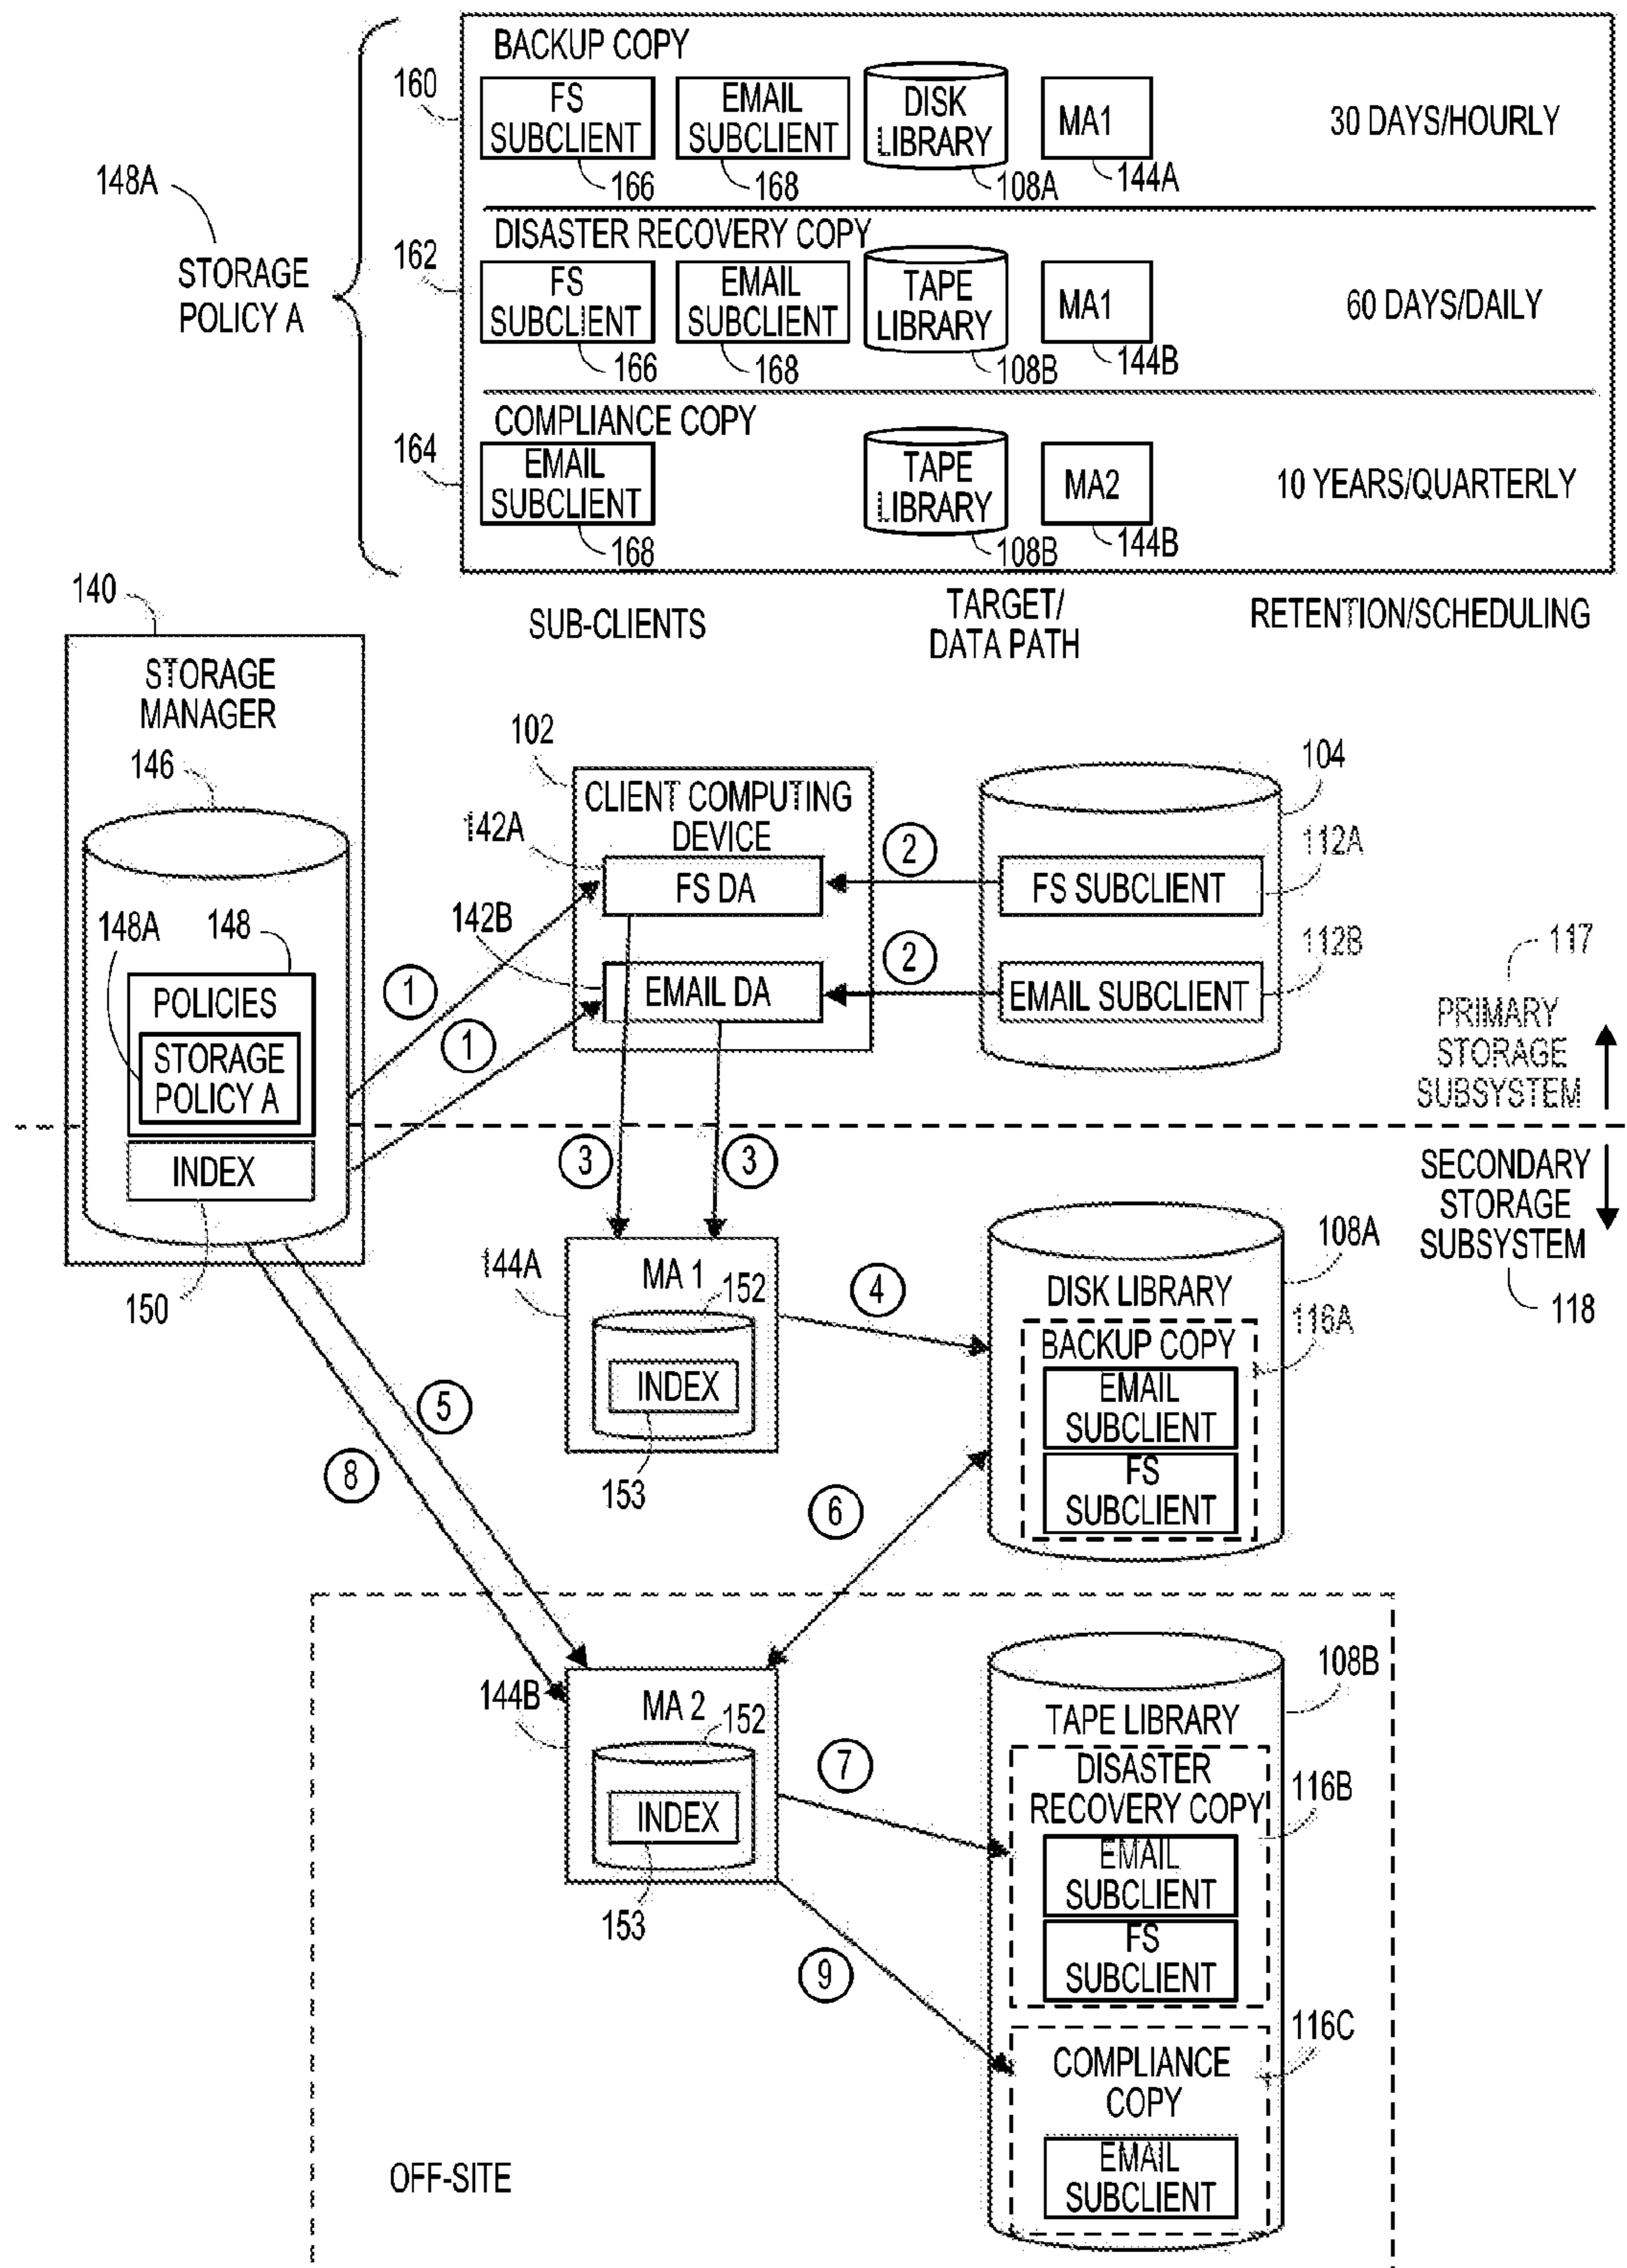 BACKUP COPY
160
FS
SUBCLIENT
166
EMAIL
SUBCLIENT
168
DISK
LIBRARY
108A
MA1
144A
30 DAYS/HOURLY
148A
STORAGE
POLICY A
DISASTER RECOVERY COPY
162
FS
SUBCLIENT
166
EMAIL
SUBCLIENT
168
TAPE
LIBRARY
108B
MA1
144B
60 DAYS/DAILY
COMPLIANCE COPY
164
EMAIL
SUBCLIENT
168
TAPE
LIBRARY
108B
MA2
144B
10 YEARS/QUARTERLY
SUB-CLIENTS
TARGET/
DATA PATH
RETENTION/SCHEDULING
140
STORAGE
MANAGER
146
148A
148
POLICIES
STORAGE
POLICY A
INDEX
150
102
CLIENT COMPUTING
DEVICE
142A
FS DA
142B
EMAIL DA
104
112A
FS SUBCLIENT
112B
EMAIL SUBCLIENT
1
1
2
2
117
PRIMARY
STORAGE
SUBSYSTEM
SECONDARY
STORAGE
SUBSYSTEM
118
3
3
144A
MA 1
152
INDEX
153
4
108A
DISK LIBRARY
116A
BACKUP COPY
EMAIL
SUBCLIENT
FS
SUBCLIENT
5
8
6
144B
MA 2
152
INDEX
153
7
9
108B
TAPE LIBRARY
DISASTER
RECOVERY COPY
116B
EMAIL
SUBCLIENT
FS
SUBCLIENT
116C
COMPLIANCE
COPY
EMAIL
SUBCLIENT
OFF-SITE